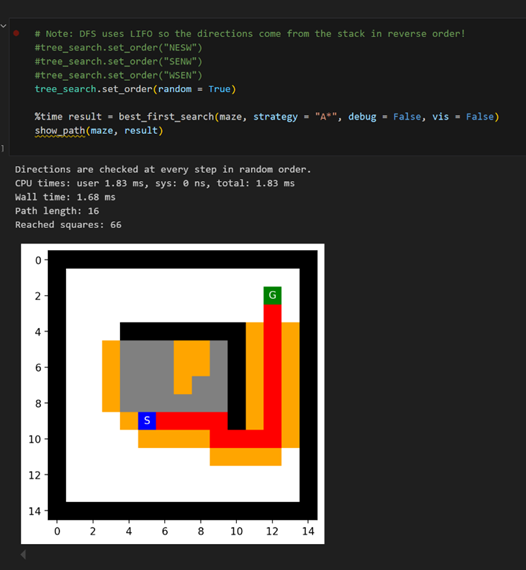 # Note: DFS uses LIFO so the directions come from the stack in reverse order!
#tree_search.set_order("NESW")
#tree_search.set_order("SENW")
#tree_search.set_order("WSEN")
tree_search.set_order(random = True)
%time result = best_first_search(maze, strategy = "A*", debug = False, vis = False)
show_path(maze, result)
]
Directions are checked at every step in random order.
CPU times: user 1.83 ms, sys: 0 ns, total: 1.83 ms
Wall time: 1.68 ms
Path length: 16
Reached squares: 66
0
2
G
4
6
8
S
10
12
14
0 2 4 6 8 10 12 14